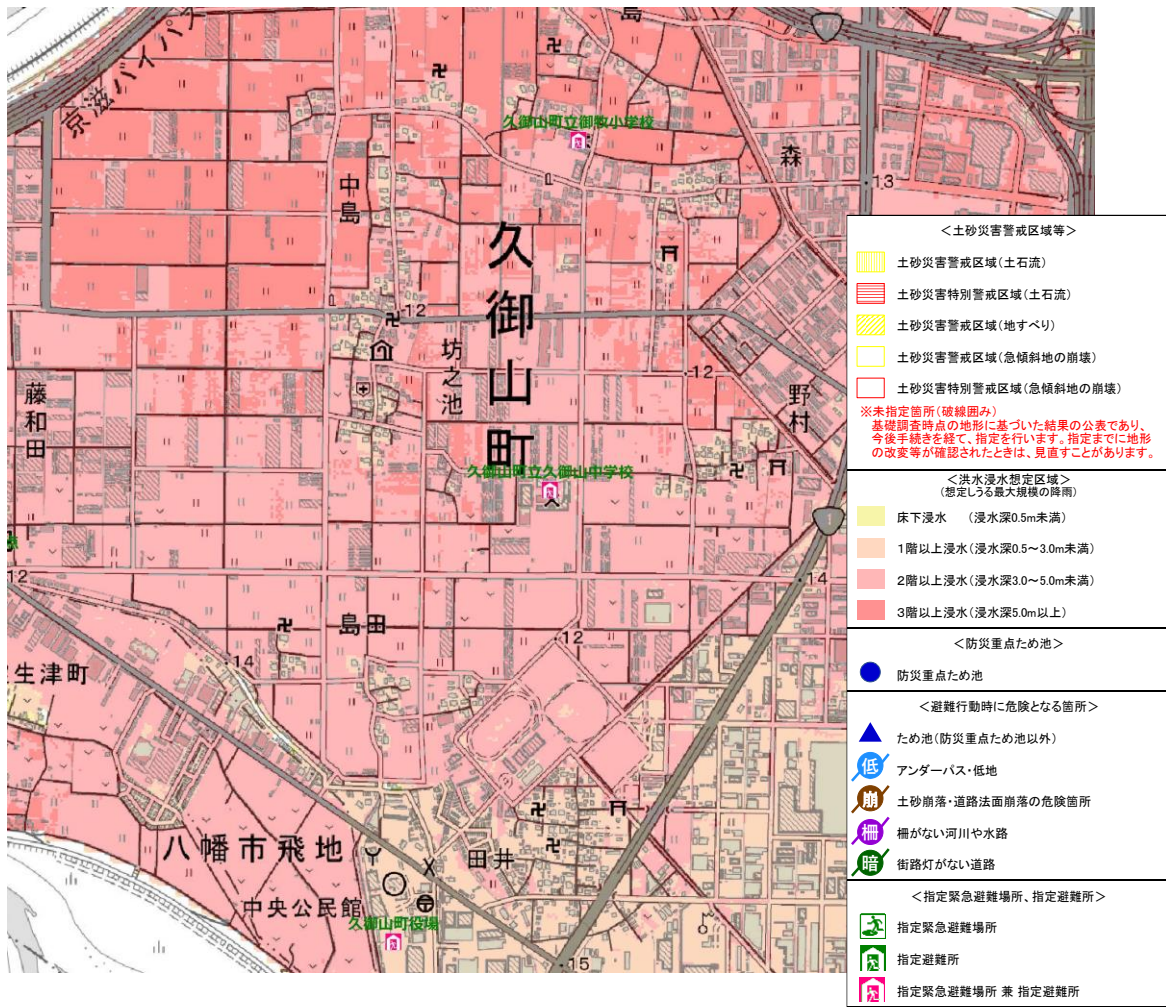 島
178
京滋バイパス
久御山町立御牧小学校
森
13
中島
久御山町
12
坊之池
12
藤和田
野村
久御山町立久御山中学校
1
12
14
島田
12
14
生津町
八幡市飛地
田井
中央公民館
久御山町役場
15
<土砂災害警戒区域等>
土砂災害警戒区域(土石流)
土砂災害特別警戒区域(土石流)
土砂災害警戒区域(地すべり)
土砂災害警戒区域(急傾斜地の崩壊)
土砂災害特別警戒区域(急傾斜地の崩壊)
※未指定箇所(破線囲み)
基礎調査時点の地形に基づいた結果の公表であり、
今後手続きを経て、指定を行います。指定までに地形
の改変等が確認されたときは、見直すことがあります。
<洪水浸水想定区域>
(想定しうる最大規模の降雨)
床下浸水 (浸水深0.5m未満)
1階以上浸水(浸水深0.5～3.0m未満)
2階以上浸水(浸水深3.0～5.0m未満)
3階以上浸水(浸水深5.0m以上)
<防災重点ため池>
防災重点ため池
<避難行動時に危険となる箇所>
ため池(防災重点ため池以外)
低 アンダーパス・低地
崩 土砂崩落・道路法面崩落の危険箇所
柵 柵がない河川や水路
暗 街路灯がない道路
<指定緊急避難場所、指定避難所>
指定緊急避難場所
指定避難所
指定緊急避難場所 兼 指定避難所